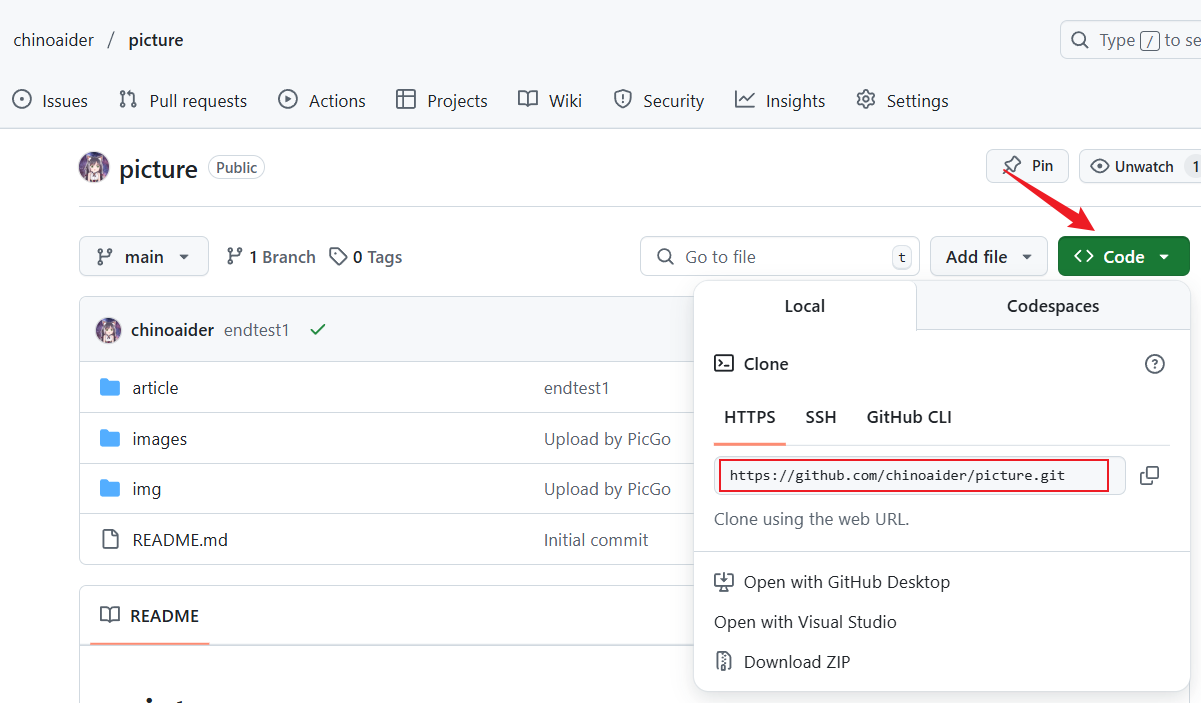 chinoaider / picture
Type / to se
Issues Pull requests Actions Projects Wiki Security Insights Settings
picture Public Pin Unwatch 1
main 1 Branch 0 Tags Go to file t Add file Code
Local Codespaces
chinoaider endtest1
Clone
article endtest1
HTTPS SSH GitHub CLI
images Upload by PicGo
https://github.com/chinoaider/picture.git
img Upload by PicGo
Clone using the web URL.
README.md Initial commit
Open with GitHub Desktop
README
Open with Visual Studio
Download ZIP